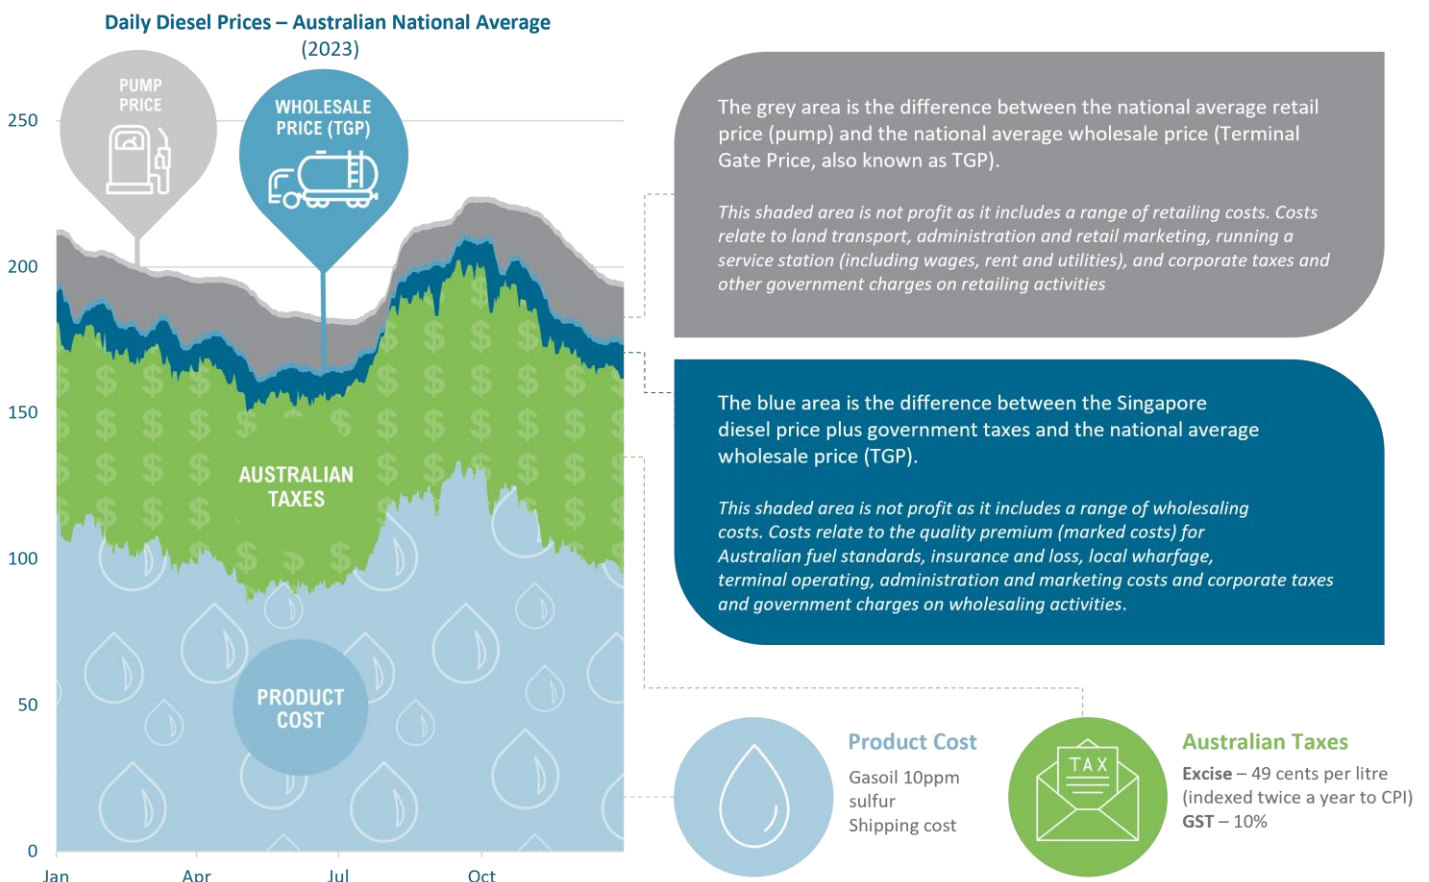 Daily Diesel Prices – Australian National Average
(2023)
PUMP
PRICE
WHOLESALE
PRICE (TGP)
250
200
150
100
50
0
Jan
Apr
Jul
Oct
AUSTRALIAN
TAXES
PRODUCT
COST
The grey area is the difference between the national average retail
price (pump) and the national average wholesale price (Terminal
Gate Price, also known as TGP).
This shaded area is not profit as it includes a range of retailing costs. Costs
relate to land transport, administration and retail marketing, running a
service station (including wages, rent and utilities), and corporate taxes and
other government charges on retailing activities
The blue area is the difference between the Singapore
diesel price plus government taxes and the national average
wholesale price (TGP).
This shaded area is not profit as it includes a range of wholesaling
costs. Costs relate to the quality premium (marked costs) for
Australian fuel standards, insurance and loss, local wharfage,
terminal operating, administration and marketing costs and corporate taxes
and government charges on wholesaling activities.
Product Cost
Gasoil 10ppm
sulfur
Shipping cost
TAX
Australian Taxes
Excise – 49 cents per litre
(indexed twice a year to CPI)
GST – 10%